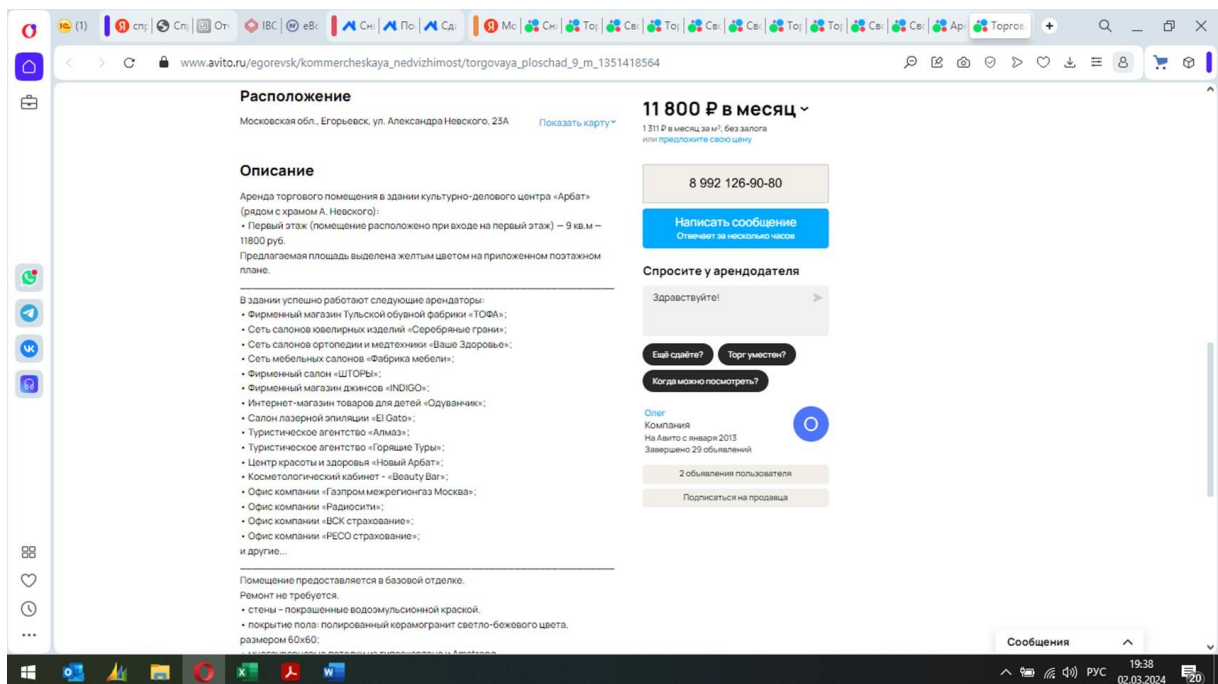 (1)
www.avito.ru/egorevsk/kommercheskaya_nedvizhimost/torgovaya_ploschad_9_m_1351418564
Расположение
Московская обл., Егорьевск, ул. Александра Невского, 23А
Показать карту
Описание
Аренда торгового помещения в здании культурно-делового центра «Арбат»
(рядом с храмом А. Невского):
• Первый этаж (помещение расположено при входе на первый этаж) — 9 кв.м —
11800 руб.
Предлагаемая площадь выделена желтым цветом на приложенном поэтажном
плане.
В здании успешно работают следующие арендаторы:
• Фирменный магазин Тульской обувной фабрики «ТОФА»;
• Сеть салонов ювелирных изделий «Серебряные грани»;
• Сеть салонов ортопедии и медтехники «Ваше Здоровье»;
• Сеть мебельных салонов «Фабрика мебели»;
• Фирменный салон «ШТОРЫ»;
• Фирменный магазин джинсов «INDIGO»;
• Интернет-магазин товаров для детей «Одуванчик»;
• Салон лазерной эпиляции «El Gato»;
• Туристическое агентство «Алмаз»;
• Туристическое агентство «Горящие Туры»;
• Центр красоты и здоровья «Новый Арбат»;
• Косметологический кабинет - «Beauty Bar»;
• Офис компании «Газпром межрегионгаз Москва»;
• Офис компании «Радиосити»;
• Офис компании «ВСК страхование»;
• Офис компании «РЕСО страхование»;
и другие...
Помещение предоставляется в базовой отделке.
Ремонт не требуется.
• стены – покрашенные водоэмульсионной краской.
• покрытие пола: полированный керамогранит светло-бежевого цвета,
размером 60х60;
11 800 ₽ в месяц
1 311 ₽ в месяц за м², без залога
или предложите свою цену
8 992 126-90-80
Написать сообщение
Отвечает за несколько часов
Спросите у арендодателя
Здравствуйте!
Ещё сдаёте?
Торг уместен?
Когда можно посмотреть?
Олег
Компания
На Авито с января 2013
Завершено 29 объявлений
О
2 объявления пользователя
Подписаться на продавца
Сообщения
РУС
19:38
02.03.2024
20